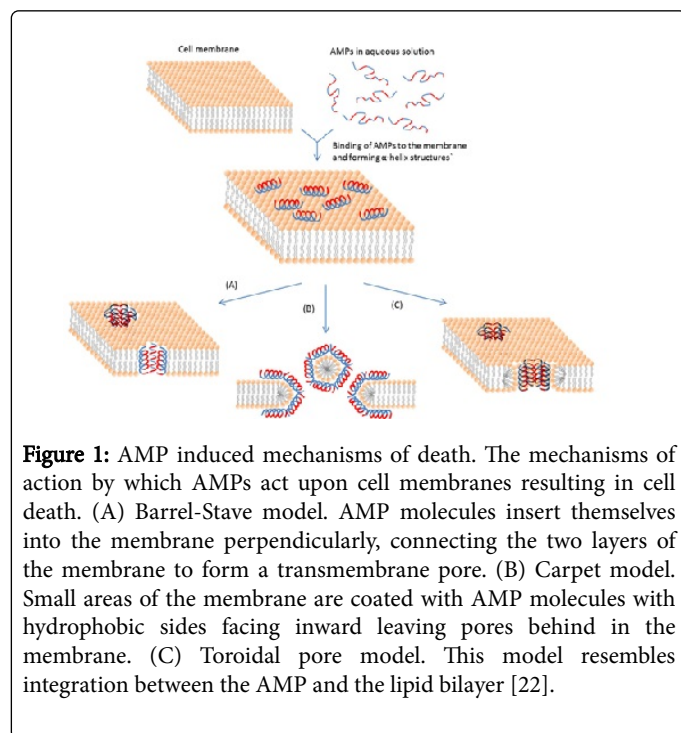 Cell membrane
AMPs in aqueous solution
Binding of AMPs to the membrane
and forming α helix structures
(A)
(B)
(C)
Figure 1: AMP induced mechanisms of death. The mechanisms of
action by which AMPs act upon cell membranes resulting in cell
death. (A) Barrel-Stave model. AMP molecules insert themselves
into the membrane perpendicularly, connecting the two layers of
the membrane to form a transmembrane pore. (B) Carpet model.
Small areas of the membrane are coated with AMP molecules with
hydrophobic sides facing inward leaving pores behind in the
membrane. (C) Toroidal pore model. This model resembles
integration between the AMP and the lipid bilayer [22].